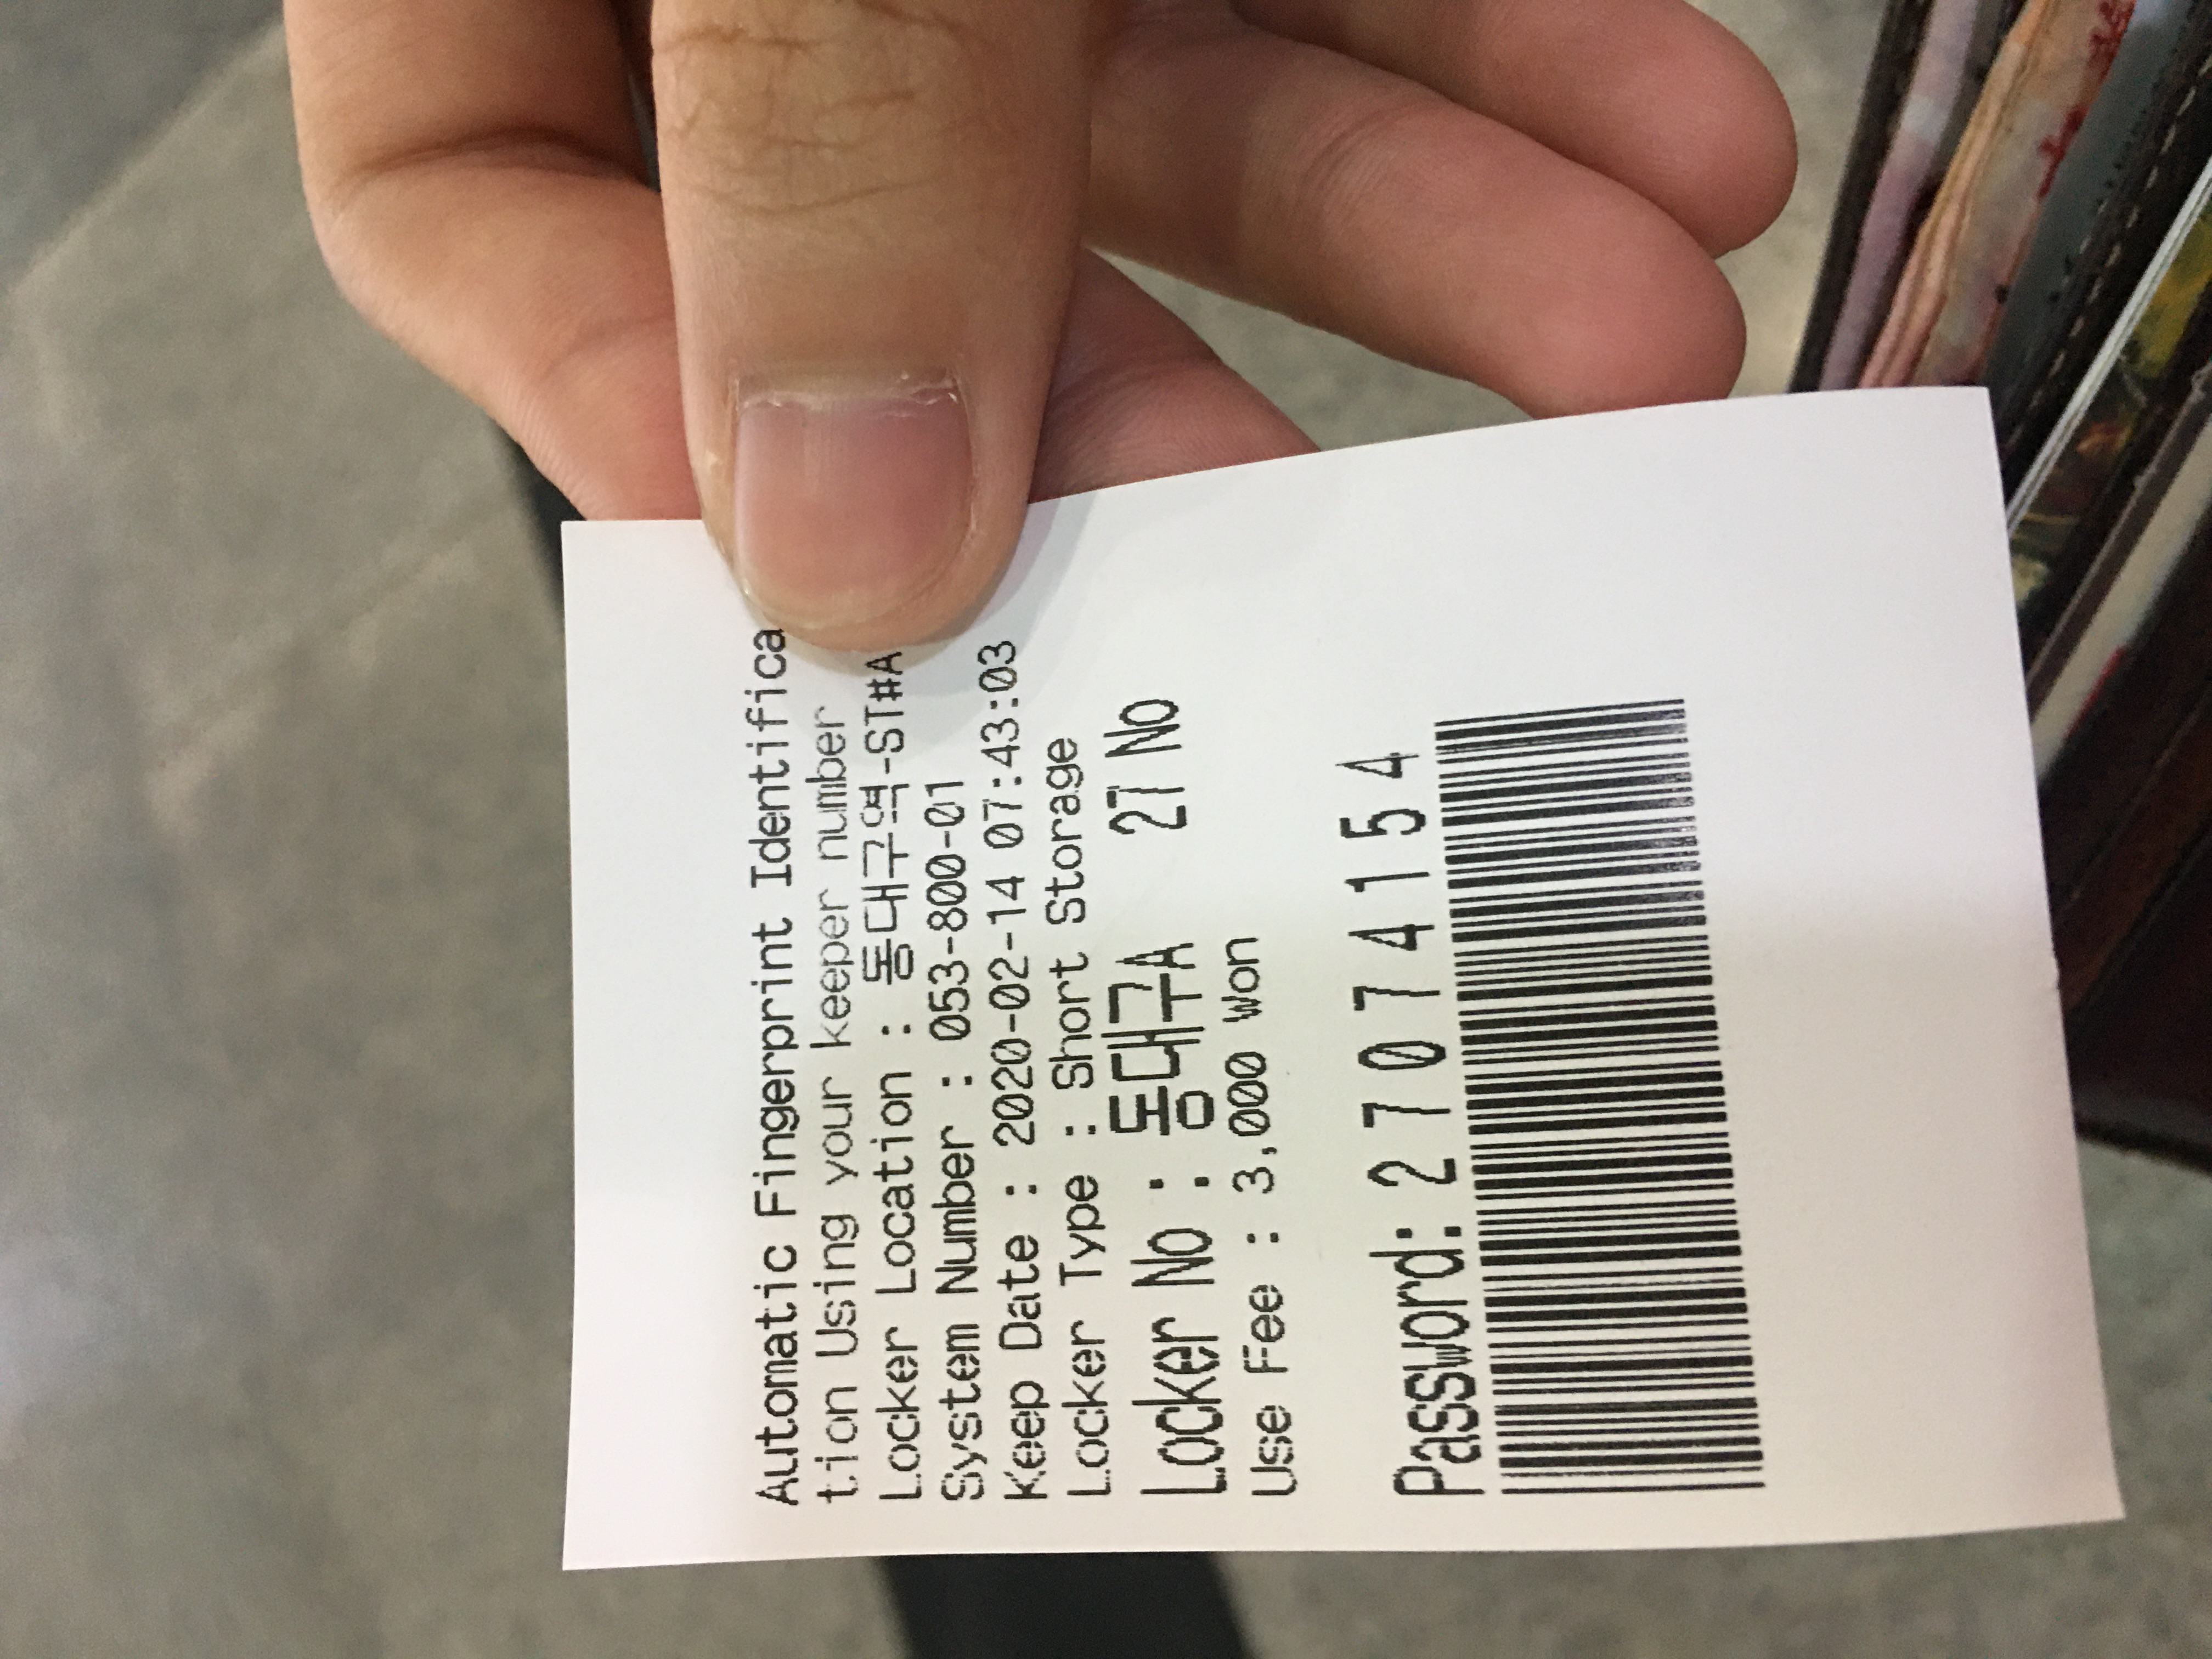 Automatic Fingerprint Identifica
tion Using your keeper number
Locker Location : 동대구역-ST#A
System Number : 053-800-01
Keep Date : 2020-02-14 07:43:03
Locker Type : Short Storage
Locker No : 동대구A 27 No
Use Fee : 3,000 Won
Password: 2 7 0 7 4 1 5 4